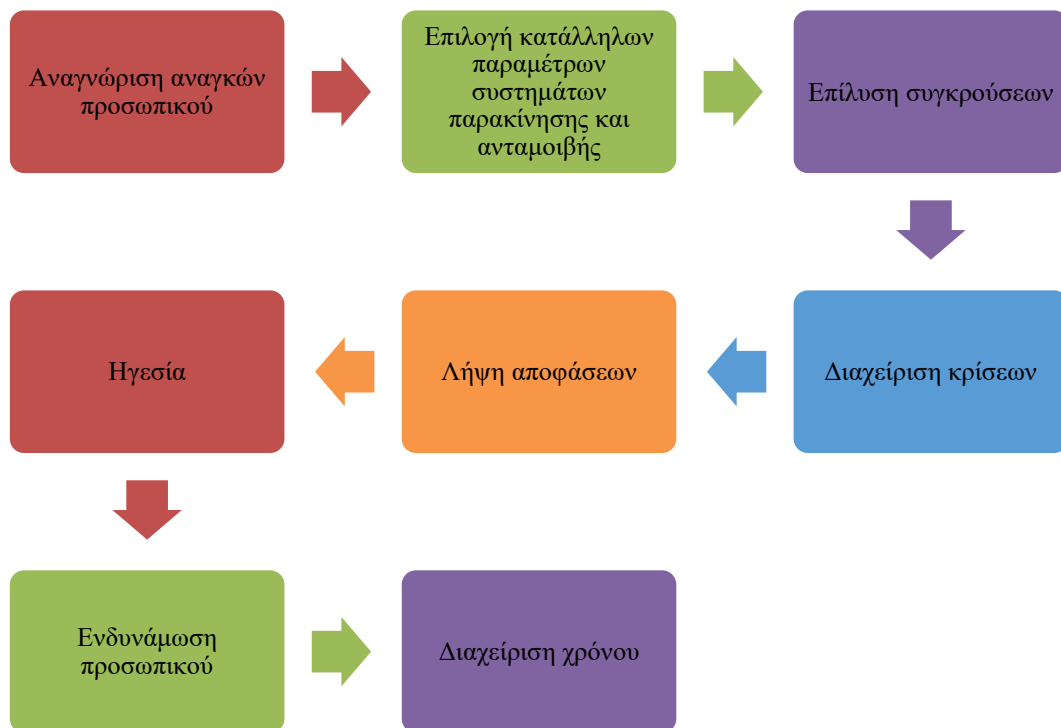 Αναγνώριση αναγκών
προσωπικού
Επιλογή κατάλληλων
παραμέτρων
συστημάτων
παρακίνησης και
ανταμοιβής
Επίλυση συγκρούσεων
Διαχείριση κρίσεων
Λήψη αποφάσεων
Ηγεσία
Ενδυνάμωση
προσωπικού
Διαχείριση χρόνου